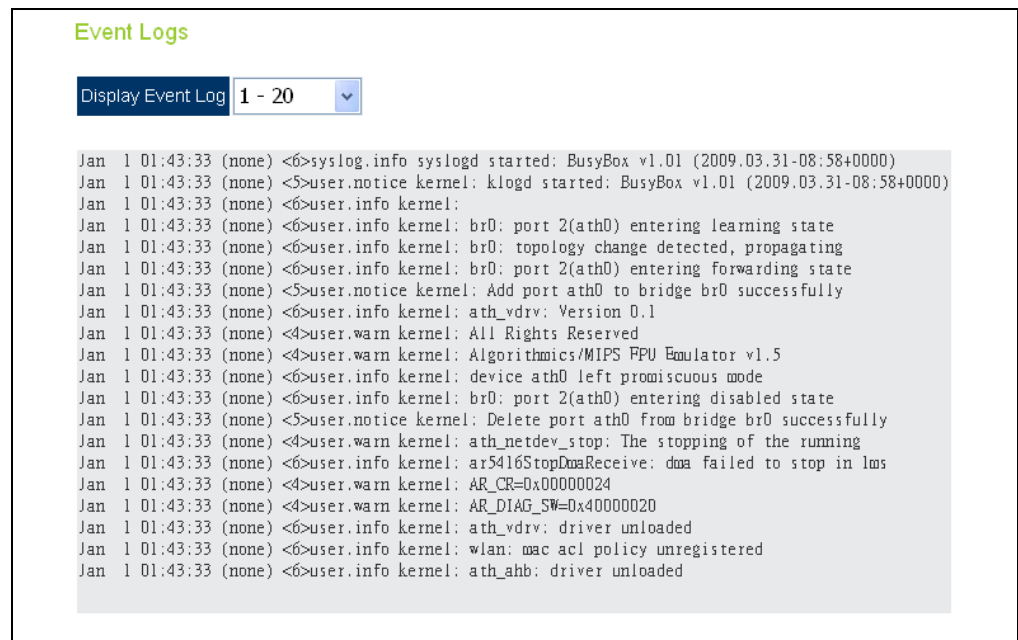 Event Logs
Display Event Log 1 - 20
Jan 1 01:43:33 (none) <6>syslog.info syslogd started: BusyBox v1.01 (2009.03.31-08:58+0000)
Jan 1 01:43:33 (none) <5>user.notice kernel: klogd started: BusyBox v1.01 (2009.03.31-08:58+0000)
Jan 1 01:43:33 (none) <6>user.info kernel:
Jan 1 01:43:33 (none) <6>user.info kernel: br0: port 2(ath0) entering learning state
Jan 1 01:43:33 (none) <6>user.info kernel: br0: topology change detected, propagating
Jan 1 01:43:33 (none) <6>user.info kernel: br0: port 2(ath0) entering forwarding state
Jan 1 01:43:33 (none) <5>user.notice kernel: Add port ath0 to bridge br0 successfully
Jan 1 01:43:33 (none) <6>user.info kernel: ath_vdrv: Version 0.1
Jan 1 01:43:33 (none) <4>user.warn kernel: All Rights Reserved
Jan 1 01:43:33 (none) <4>user.warn kernel: Algorithmics/MIPS FPU Emulator v1.5
Jan 1 01:43:33 (none) <6>user.info kernel: device ath0 left promiscuous mode
Jan 1 01:43:33 (none) <6>user.info kernel: br0: port 2(ath0) entering disabled state
Jan 1 01:43:33 (none) <5>user.notice kernel: Delete port ath0 from bridge br0 successfully
Jan 1 01:43:33 (none) <4>user.warn kernel: ath_netdev_stop: The stopping of the running
Jan 1 01:43:33 (none) <6>user.info kernel: ar5416StopDmaReceive: dma failed to stop in 1ms
Jan 1 01:43:33 (none) <4>user.warn kernel: AR_CR=0x00000024
Jan 1 01:43:33 (none) <4>user.warn kernel: AR_DIAG_SW=0x40000020
Jan 1 01:43:33 (none) <6>user.info kernel: ath_vdrv: driver unloaded
Jan 1 01:43:33 (none) <6>user.info kernel: wlan: mac acl policy unregistered
Jan 1 01:43:33 (none) <6>user.info kernel: ath_ahb: driver unloaded